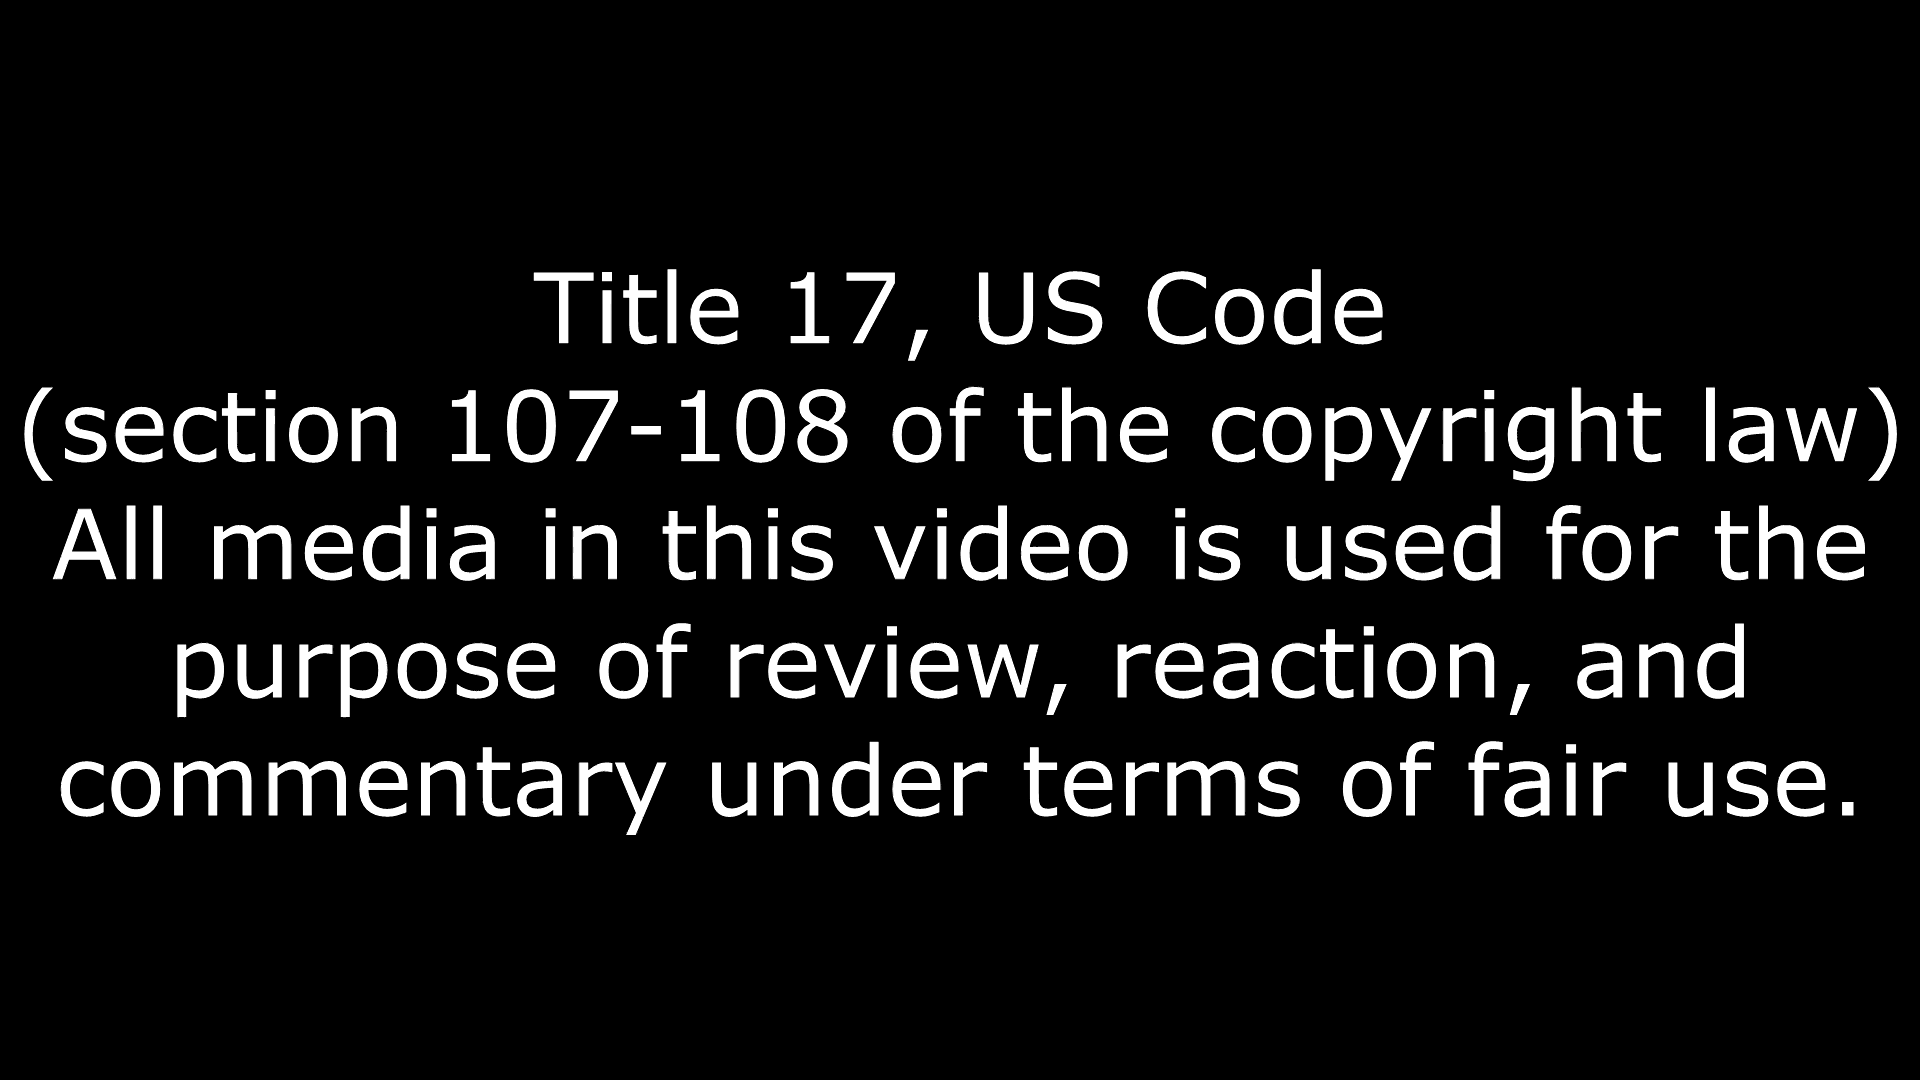 Title 17, US Code
(section 107-108 of the copyright law)
All media in this video is used for the
purpose of review, reaction, and
commentary under terms of fair use.